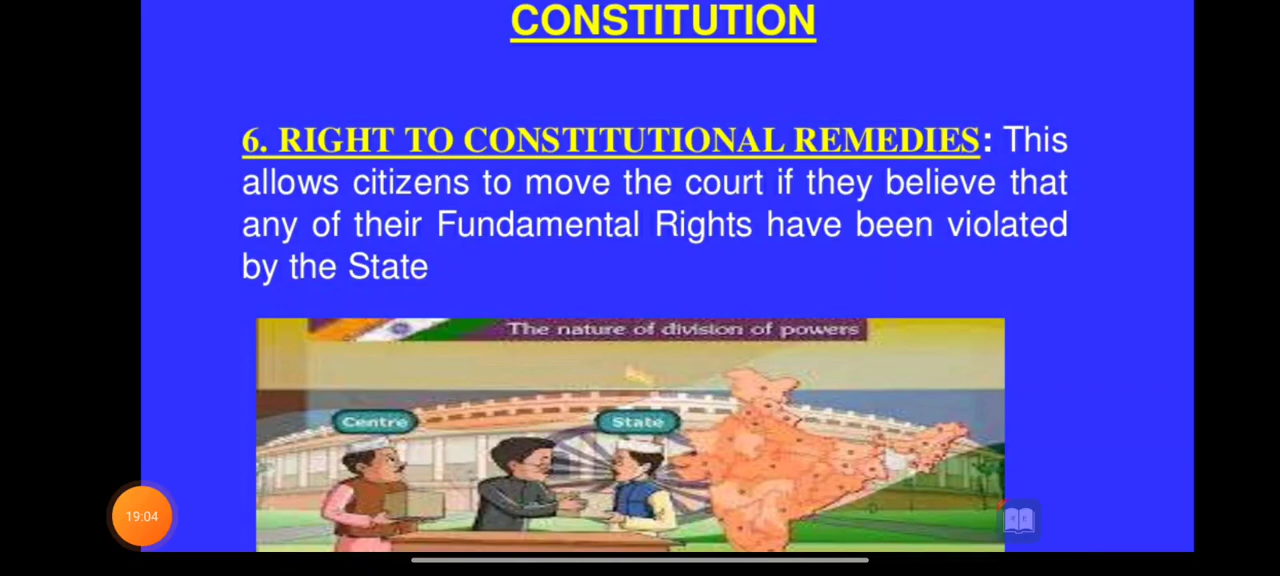 CONSTITUTION
6. RIGHT TO CONSTITUTIONAL REMEDIES: This
allows citizens to move the court if they believe that
any of their Fundamental Rights have been violated
by the State
The nature of division of powers
Centre
State
19:04